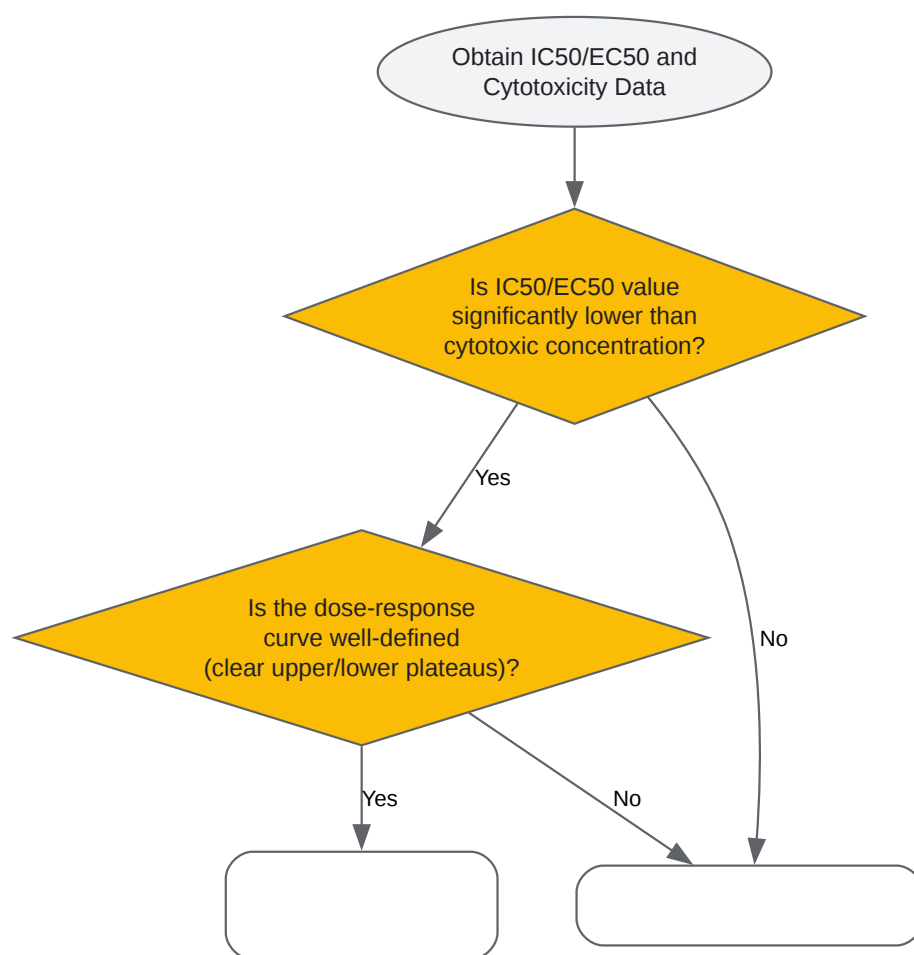 Obtain IC50/EC50 and
Cytotoxicity Data
Is IC50/EC50 value
significantly lower than
cytotoxic concentration?
Yes
Is the dose-response
curve well-defined
(clear upper/lower plateaus)?
No
Yes
No